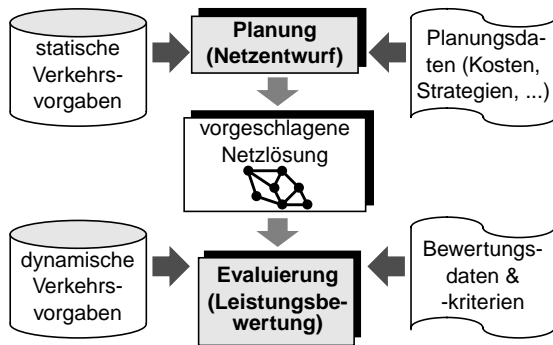 statische
Verkehrs-
vorgaben
Planung
(Netzentwurf)
Planungsda-
ten (Kosten,
Strategien, ...)
vorgeschlagene
Netzlösung
dynamische
Verkehrs-
vorgaben
Evaluierung
(Leistungsbe-
wertung)
Bewertungs-
daten &
-kriterien